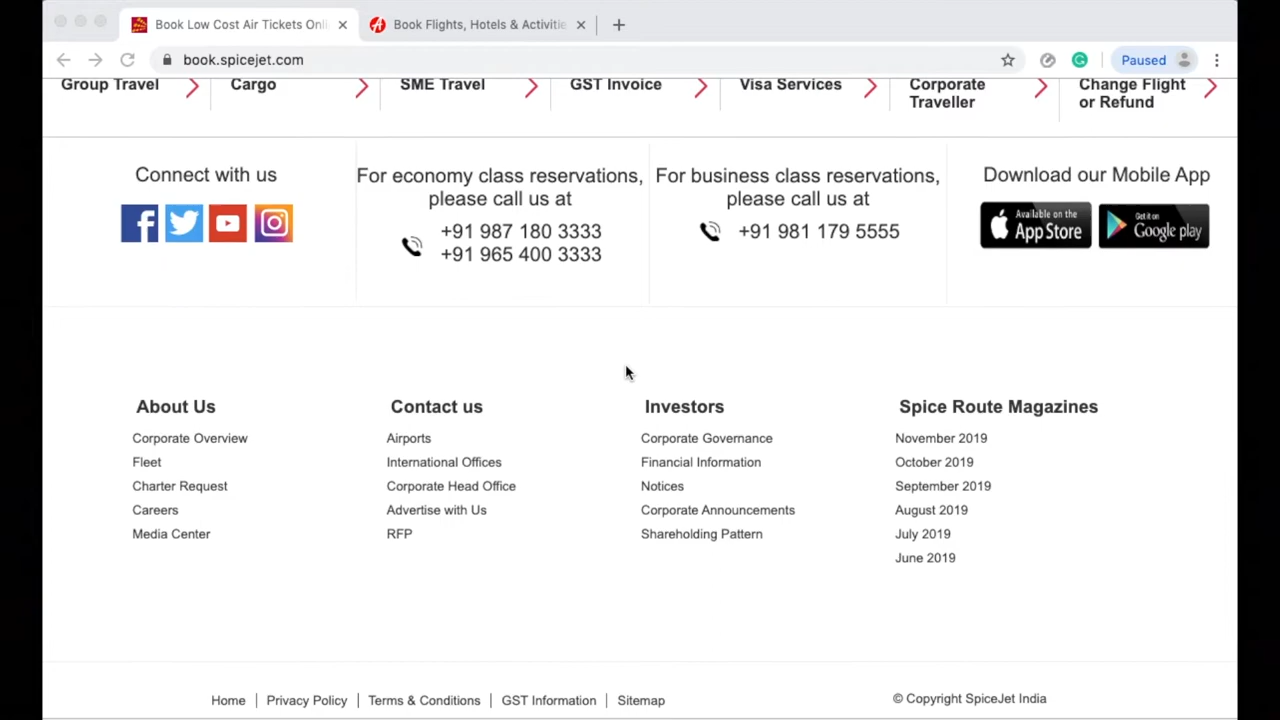 Book Low Cost Air Tickets Onli
Book Flights, Hotels & Activitie
book.spicejet.com
Paused
Group Travel
Cargo
SME Travel
GST Invoice
Visa Services
Corporate
Traveller
Change Flight
or Refund
Connect with us
For economy class reservations,
please call us at
+91 987 180 3333
+91 965 400 3333
For business class reservations,
please call us at
+91 981 179 5555
Download our Mobile App
Available on the
App Store
Get it on
Google play
About Us
Corporate Overview
Fleet
Charter Request
Careers
Media Center
Contact us
Airports
International Offices
Corporate Head Office
Advertise with Us
RFP
Investors
Corporate Governance
Financial Information
Notices
Corporate Announcements
Shareholding Pattern
Spice Route Magazines
November 2019
October 2019
September 2019
August 2019
July 2019
June 2019
Home | Privacy Policy | Terms & Conditions | GST Information | Sitemap
© Copyright SpiceJet India